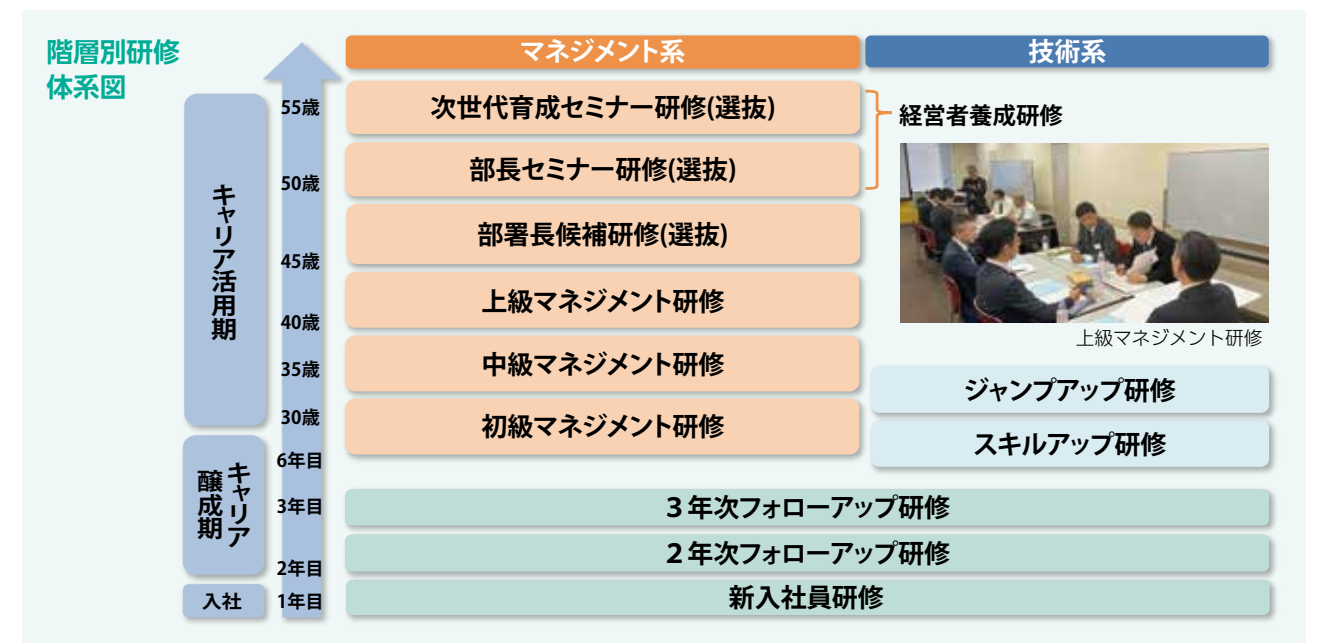 階層別研修
体系図
マネジメント系
技術系
55歳
次世代育成セミナー研修(選抜)
経営者養成研修
50歳
部長セミナー研修(選抜)
キャリア活用期
45歳
部署長候補研修(選抜)
40歳
上級マネジメント研修
上級マネジメント研修
35歳
中級マネジメント研修
ジャンプアップ研修
30歳
初級マネジメント研修
スキルアップ研修
6年目
キャリア
醸成期
3年目
3年次フォローアップ研修
2年目
2年次フォローアップ研修
入社
1年目
新入社員研修